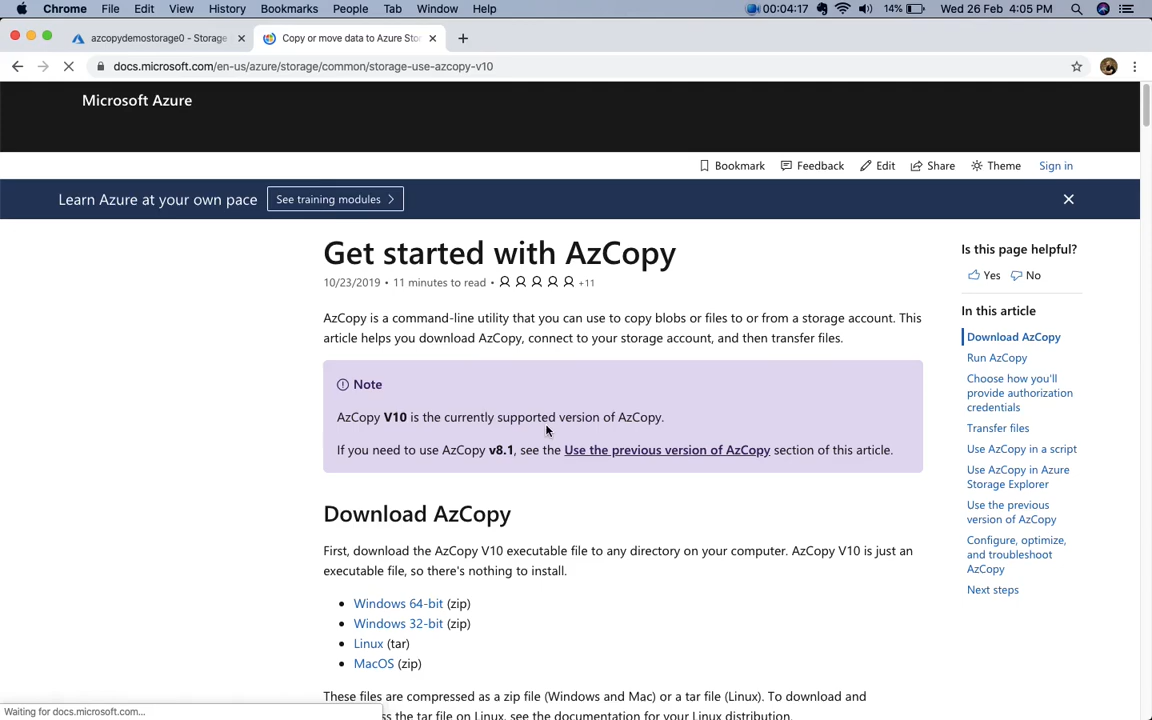 Chrome File Edit View History Bookmarks People Tab Window Help 00:04:17 14% Wed 26 Feb 4:05 PM
azcopydemostorage0 - Storage
Copy or move data to Azure Sto
docs.microsoft.com/en-us/azure/storage/common/storage-use-azcopy-v10
Microsoft Azure
Bookmark Feedback Edit Share Theme Sign in
Learn Azure at your own pace See training modules
Get started with AzCopy
10/23/2019 • 11 minutes to read • +11
AzCopy is a command-line utility that you can use to copy blobs or files to or from a storage account. This
article helps you download AzCopy, connect to your storage account, and then transfer files.
Note
AzCopy V10 is the currently supported version of AzCopy.
If you need to use AzCopy v8.1, see the Use the previous version of AzCopy section of this article.
Download AzCopy
First, download the AzCopy V10 executable file to any directory on your computer. AzCopy V10 is just an
executable file, so there's nothing to install.
• Windows 64-bit (zip)
• Windows 32-bit (zip)
• Linux (tar)
• MacOS (zip)
These files are compressed as a zip file (Windows and Mac) or a tar file (Linux). To download and
ss the tar file on Linux, see the documentation for your Linux distribution.
Is this page helpful?
Yes No
In this article
Download AzCopy
Run AzCopy
Choose how you'll
provide authorization
credentials
Transfer files
Use AzCopy in a script
Use AzCopy in Azure
Storage Explorer
Use the previous
version of AzCopy
Configure, optimize,
and troubleshoot
AzCopy
Next steps
Waiting for docs.microsoft.com...